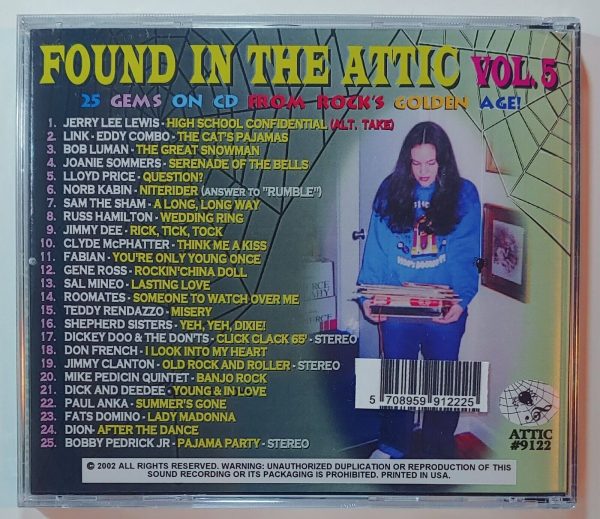 FOUND IN THE ATTIC VOL.5
25 GEMS ON CD FROM ROCK'S GOLDEN AGE!
1. JERRY LEE LEWIS - HIGH SCHOOL CONFIDENTIAL (ALT. TAKE)
2. LINK - EDDY COMBO - THE CAT'S PAJAMAS
3. BOB LUMAN - THE GREAT SNOWMAN
4. JOANIE SOMMERS - SERENADE OF THE BELLS
5. LLOYD PRICE - QUESTION?
6. NORB KABIN - NITERIDER (ANSWER TO "RUMBLE")
7. SAM THE SHAM - A LONG, LONG WAY
8. RUSS HAMILTON - WEDDING RING
9. JIMMY DEE - RICK, TICK, TOCK
10. CLYDE McPHATTER - THINK ME A KISS
11. FABIAN - YOU'RE ONLY YOUNG ONCE
12. GENE ROSS - ROCKIN'CHINA DOLL
13. SAL MINEO - LASTING LOVE
14. ROOMATES - SOMEONE TO WATCH OVER ME
15. TEDDY RENDAZZO - MISERY
16. SHEPHERD SISTERS - YEH, YEH, DIXIE!
17. DICKEY DOO & THE DON'TS - CLICK CLACK 65' - STEREO
18. DON FRENCH - I LOOK INTO MY HEART
19. JIMMY CLANTON - OLD ROCK AND ROLLER - STEREO
20. MIKE PEDICIN QUINTET - BANJO ROCK
21. DICK AND DEEDEE - YOUNG & IN LOVE
22. PAUL ANKA - SUMMER'S GONE
23. FATS DOMINO - LADY MADONNA
24. DION- AFTER THE DANCE
25. BOBBY PEDRICK JR - PAJAMA PARTY - STEREO
5 708959 912225
ATTIC
#9122
© 2002 ALL RIGHTS RESERVED. WARNING: UNAUTHORIZED DUPLICATION OR REPRODUCTION OF THIS
SOUND RECORDING OR ITS PACKAGING IS PROHIBITED. PRINTED IN USA.